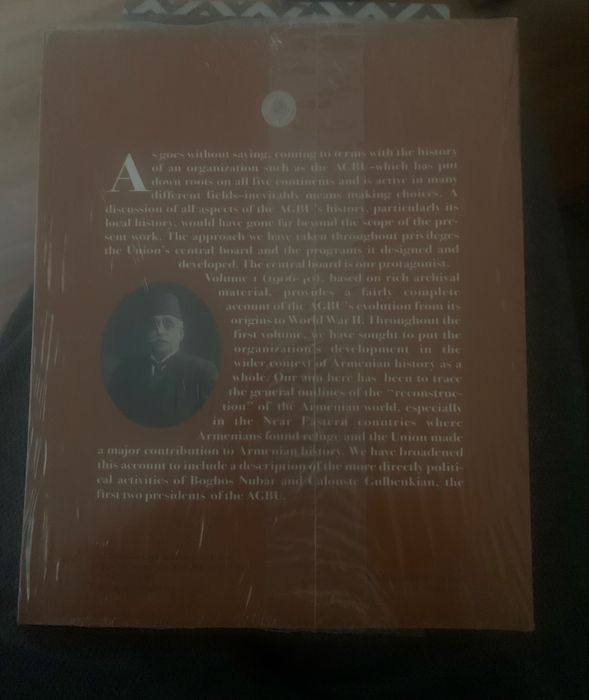 As goes without saying, coming to terms with the history
of an organization such as the AGBU–which has put
down roots on all five continents and is active in many
different fields–inevitably means making choices. A
discussion of all aspects of the AGBU's history, particularly its
local history, would have gone far beyond the scope of the pre-
sent work. The approach we have taken throughout privileges
the Union's central board and the programs it designed and
developed. The central board is our protagonist.
Volume 1 (1906-40), based on rich archival
material, provides a fairly complete
account of the AGBU's evolution from its
origins to World War II. Throughout the
first volume, we have sought to put the
organization's development in the
wider context of Armenian history as a
whole. Our aim here has been to trace
the general outlines of the "reconstruc-
tion" of the Armenian world, especially
in the Near Eastern countries where
Armenians found refuge and the Union made
a major contribution to Armenian history. We have broadened
this account to include a description of the more directly politi-
cal activities of Boghos Nubar and Calouste Gulbenkian, the
first two presidents of the AGBU.